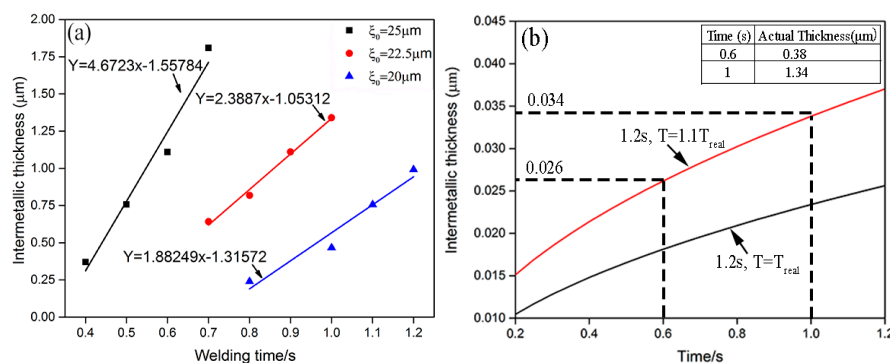 (a)
ξ₀=25μm
ξ₀=22.5μm
ξ₀=20μm
Y=4.6723x-1.55784
Y=2.3887x-1.05312
Y=1.88249x-1.31572
Intermetallic thickness (μm)
2.00
1.75
1.50
1.25
1.00
0.75
0.50
0.25
0.00
0.4 0.5 0.6 0.7 0.8 0.9 1.0 1.1 1.2
Welding time/s
(b)
Time (s) Actual Thickness(μm)
0.6 0.38
1 1.34
0.034
0.026
1.2s, T=1.1Treal
1.2s, T=Treal
Intermetallic thickness (μm)
0.045
0.040
0.035
0.030
0.025
0.020
0.015
0.010
0.2 0.4 0.6 0.8 1.0 1.2
Time/s